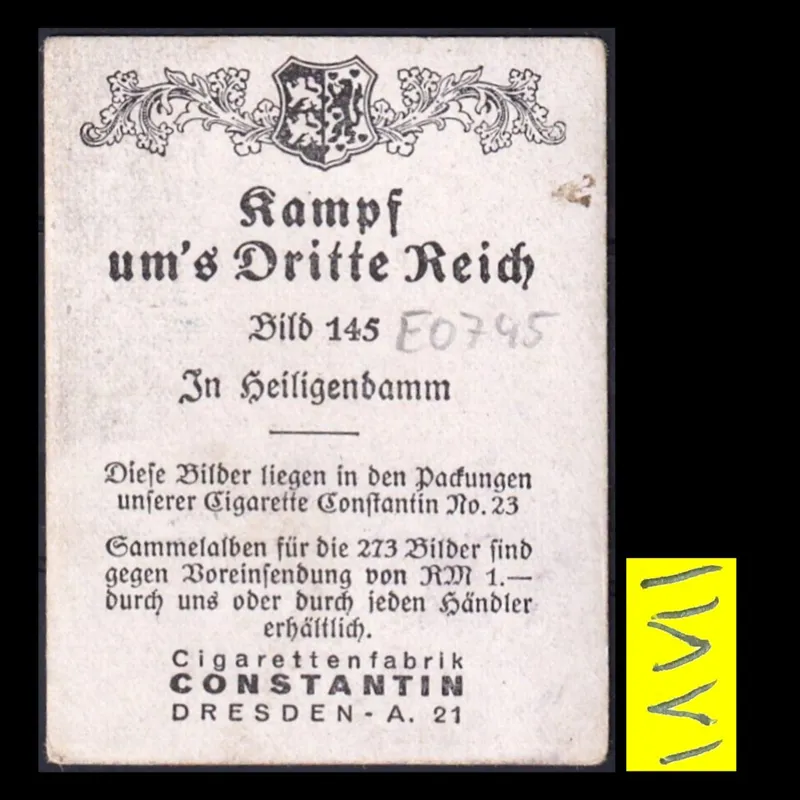 Kampf
um's Dritte Reich
Bild 145 E0745
In Heiligendamm
Diese Bilder liegen in den Packungen
unserer Cigarette Constantin No. 23
Sammelalben für die 273 Bilder sind
gegen Voreinsendung von RM 1.—
durch uns oder durch jeden Händler
erhältlich.
Cigarettenfabrik
CONSTANTIN
DRESDEN-A. 21